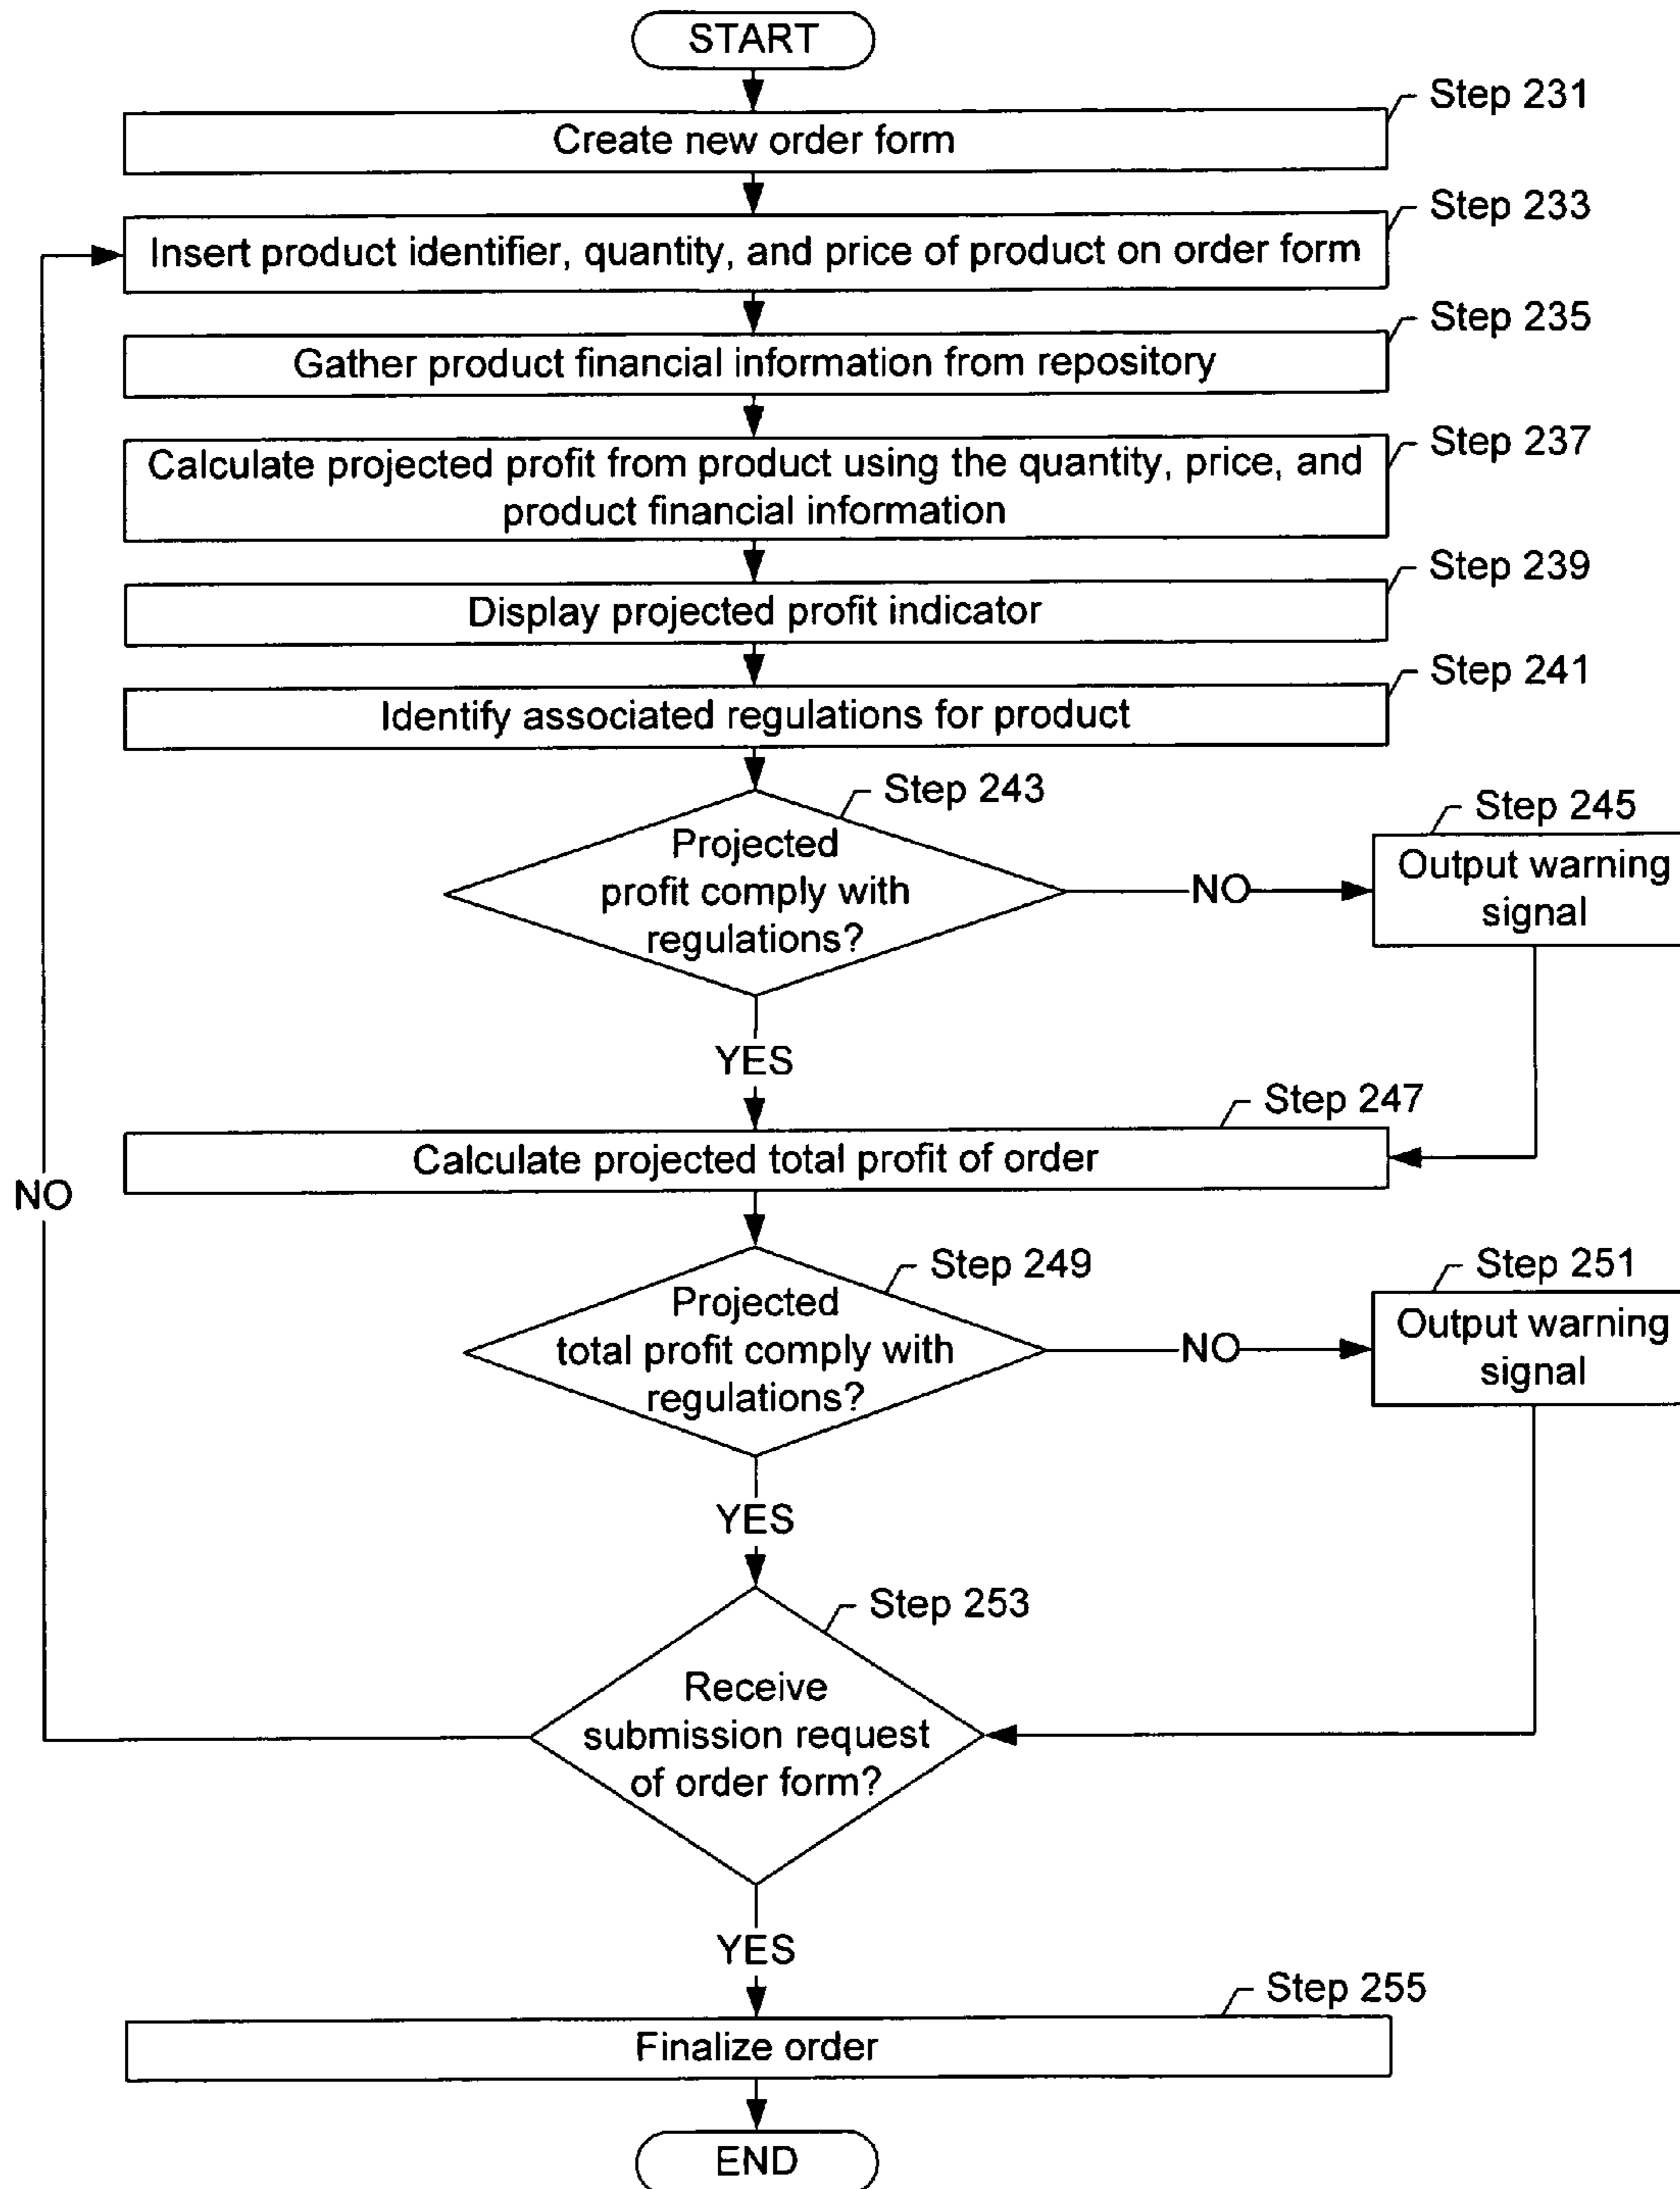 START
Step 231
Create new order form
Step 233
Insert product identifier, quantity, and price of product on order form
Step 235
Gather product financial information from repository
Step 237
Calculate projected profit from product using the quantity, price, and
product financial information
Step 239
Display projected profit indicator
Step 241
Identify associated regulations for product
Step 243
Projected
profit comply with
regulations?
NO
Step 245
Output warning
signal
YES
Step 247
Calculate projected total profit of order
NO
Step 249
Projected
total profit comply with
regulations?
NO
Step 251
Output warning
signal
YES
Step 253
Receive
submission request
of order form?
YES
Step 255
Finalize order
END